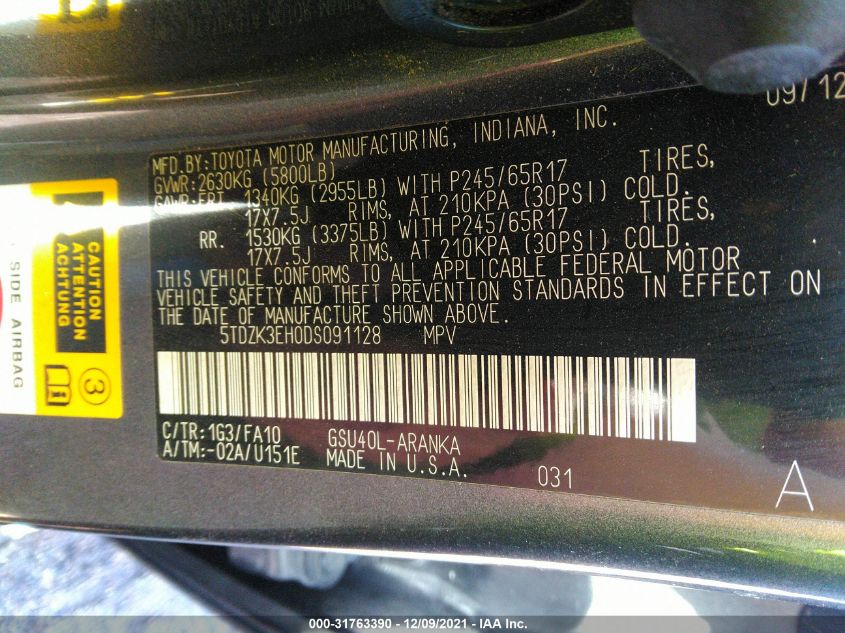 09/12
MFD.BY:TOYOTA MOTOR MANUFACTURING, INDIANA, INC.
GVWR:2630KG (5800LB)
GAWR:FRT. 1340KG (2955LB) WITH P245/65R17 TIRES,
17X7.5J RIMS, AT 210KPA (30PSI) COLD.
RR. 1530KG (3375LB) WITH P245/65R17 TIRES,
17X7.5J RIMS, AT 210KPA (30PSI) COLD.
THIS VEHICLE CONFORMS TO ALL APPLICABLE FEDERAL MOTOR
VEHICLE SAFETY AND THEFT PREVENTION STANDARDS IN EFFECT ON
THE DATE OF MANUFACTURE SHOWN ABOVE.
5TDZK3EH0DS091128 MPV
C/TR:1G3/FA10 GSU40L-ARANKA
A/TM:-02A/U151E MADE IN U.S.A.
031
A
SIDE AIRBAG
CAUTION
ATTENTION
ACHTUNG
3
000-31763390 - 12/09/2021 - IAA Inc.